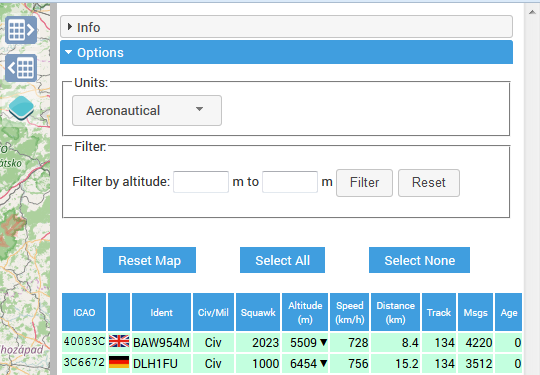 Info
Options
Units:
Aeronautical
Filter:
Filter by altitude: m to m Filter Reset
Reset Map Select All Select None
ICAO Ident Civ/Mil Squawk Altitude (m) Speed (km/h) Distance (km) Track Msgs Age
40083C BAW954M Civ 2023 5509 ▼ 728 8.4 134 4220 0
3C6672 DLH1FU Civ 1000 6454 ▼ 756 15.2 134 3512 0
átsko
hozápad